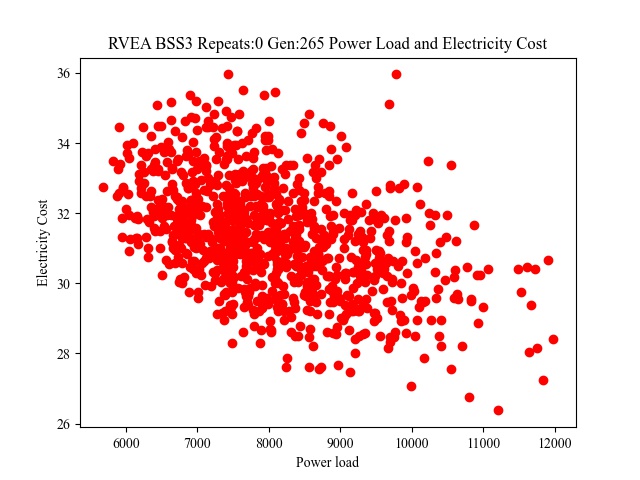 RVEA BSS3 Repeats:0 Gen:265 Power Load and Electricity Cost
36
34
32
30
28
26
Electricity Cost
6000 7000 8000 9000 10000 11000 12000
Power load